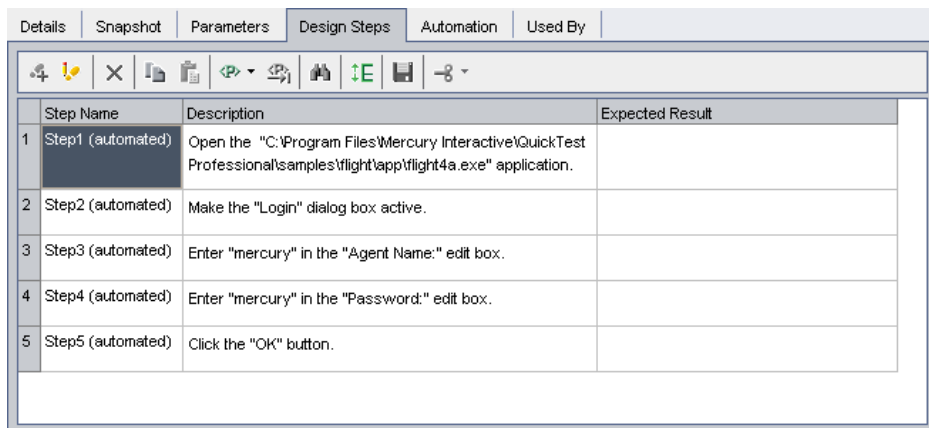 Details Snapshot Parameters Design Steps Automation Used By
Step Name Description Expected Result
1 Step1 (automated) Open the "C:\Program Files\Mercury Interactive\QuickTest
Professional\samples\flight\app\flight4a.exe" application.
2 Step2 (automated) Make the "Login" dialog box active.
3 Step3 (automated) Enter "mercury" in the "Agent Name:" edit box.
4 Step4 (automated) Enter "mercury" in the "Password:" edit box.
5 Step5 (automated) Click the "OK" button.